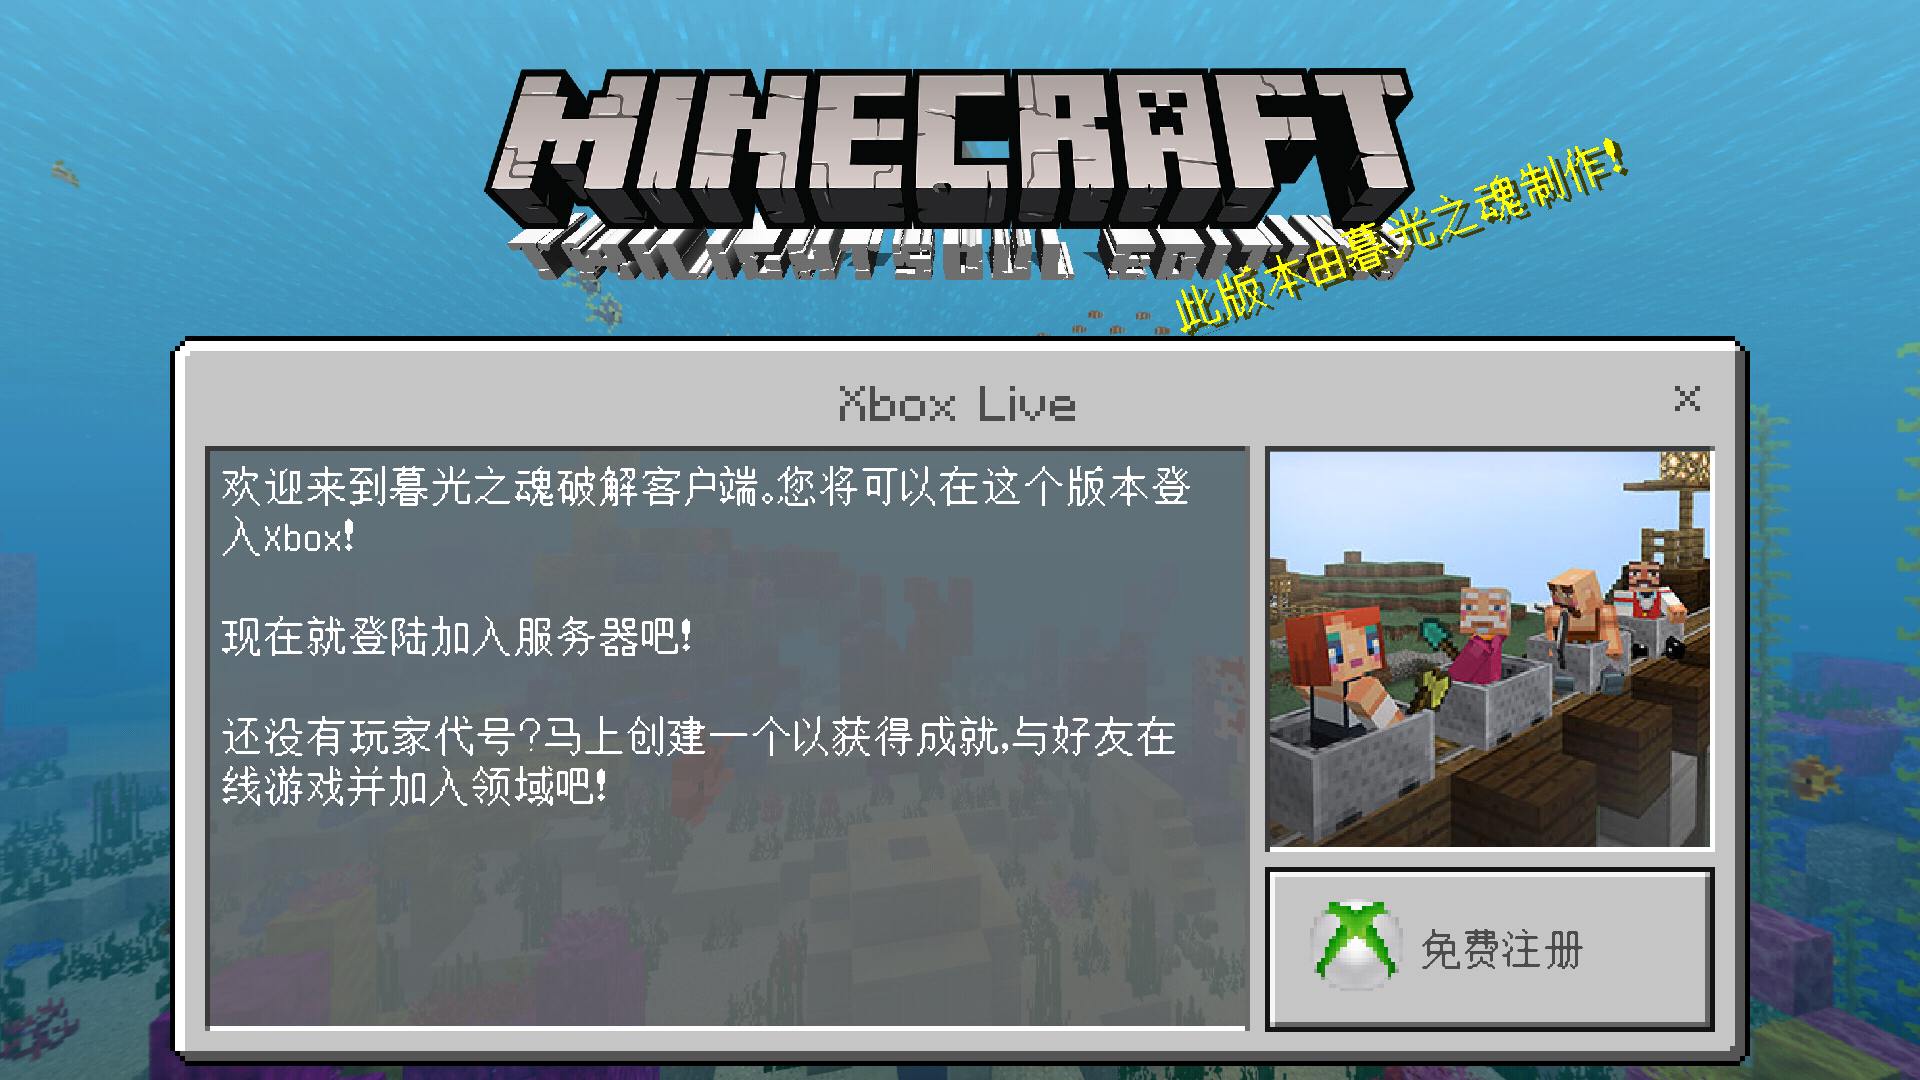 MINECRAFT
TWILIGHTSOUL EDITION
此版本由暮光之魂制作!
Xbox Live
欢迎来到暮光之魂破解客户端。您将可以在这个版本登
入Xbox!
现在就登陆加入服务器吧!
还没有玩家代号?马上创建一个以获得成就,与好友在
线游戏并加入领域吧!
免费注册